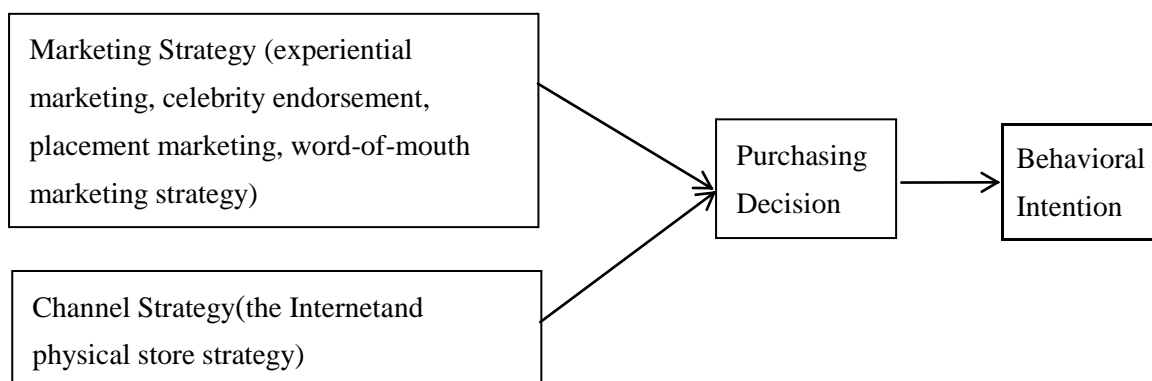 Marketing Strategy (experiential
marketing, celebrity endorsement,
placement marketing, word-of-mouth
marketing strategy)
Purchasing
Decision
Behavioral
Intention
Channel Strategy(the Internetand
physical store strategy)